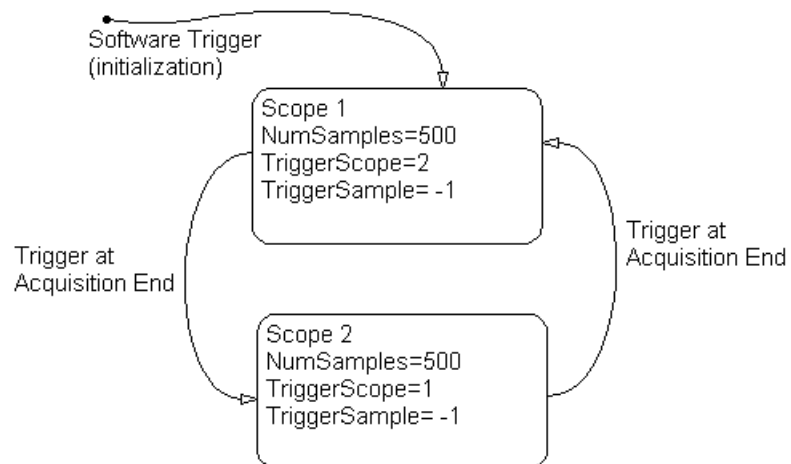 Software Trigger
(initialization)
Scope 1
NumSamples=500
TriggerScope=2
TriggerSample= -1
Trigger at
Acquisition End
Trigger at
Acquisition End
Scope 2
NumSamples=500
TriggerScope=1
TriggerSample= -1